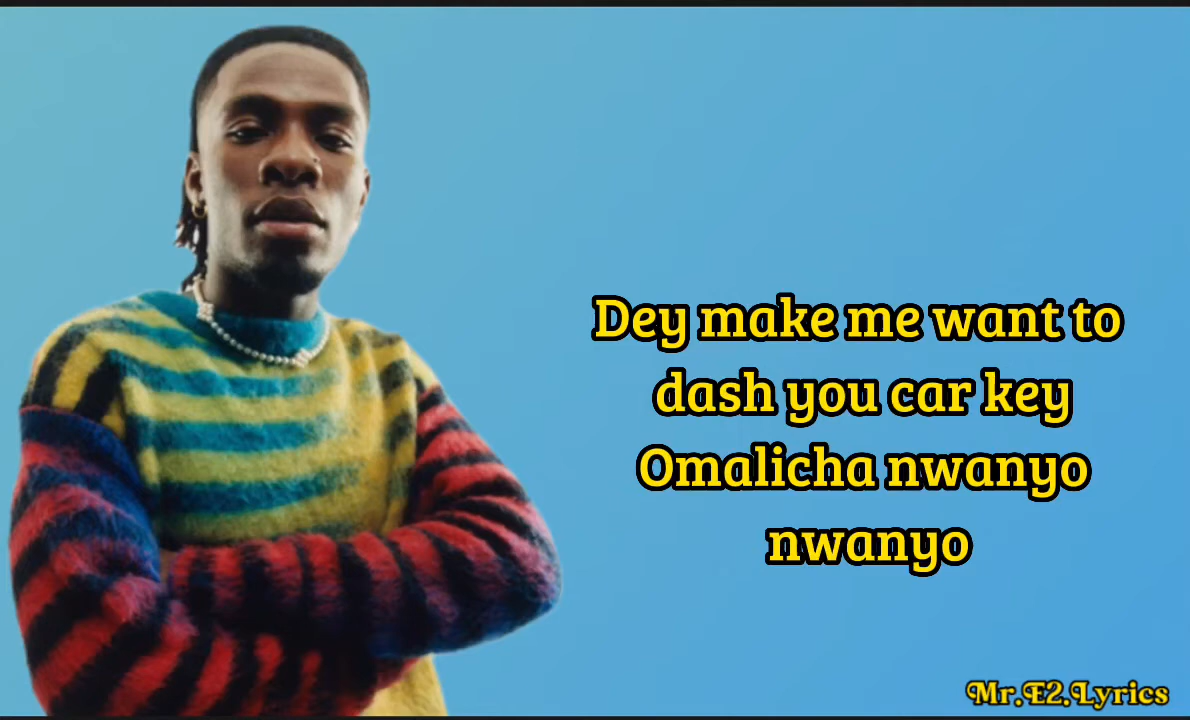 Dey make me want to
dash you car key
Omalicha nwanyo
nwanyo
Mr.E2.Lyrics